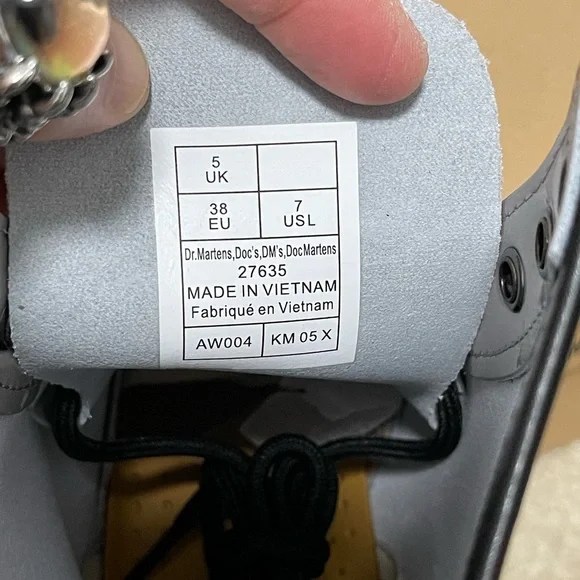 5
UK
38
EU
7
USL
Dr.Martens,Doc's,DM's,DocMartens
27635
MADE IN VIETNAM
Fabriqué en Vietnam
AW004
KM 05 X